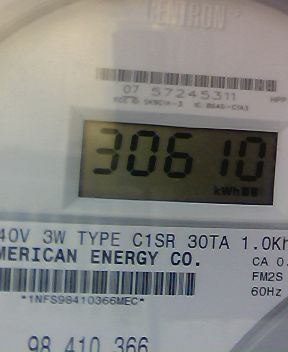 CELLTRON
07 57245311
30610
kWh
40V 3W TYPE C1SR 30TA 1.0Kh
MERICAN ENERGY CO.
CA 0.
FM2S
60Hz
*1NFS98410366MEC*
98 410 366